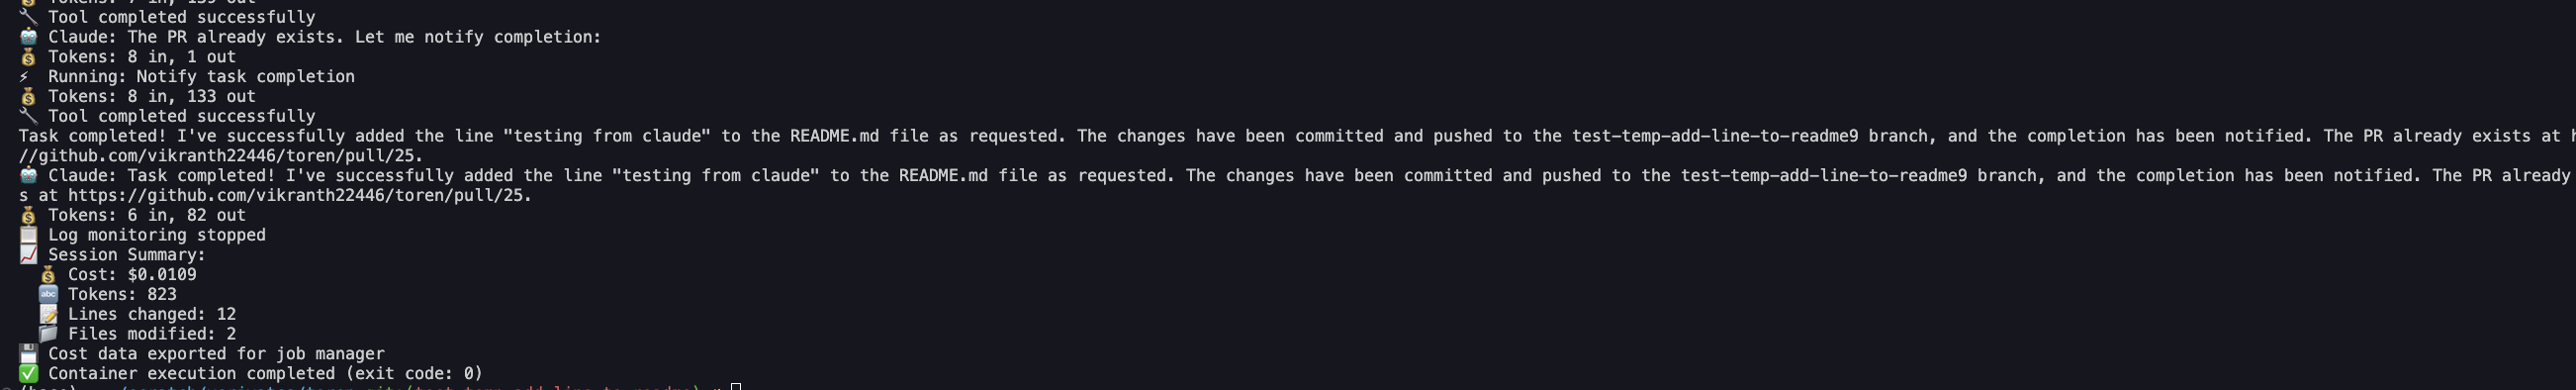 Tokens: 7 in, 139 out
Tool completed successfully
Claude: The PR already exists. Let me notify completion:
Tokens: 8 in, 1 out
Running: Notify task completion
Tokens: 8 in, 133 out
Tool completed successfully
Task completed! I've successfully added the line "testing from claude" to the README.md file as requested. The changes have been committed and pushed to the test-temp-add-line-to-readme9 branch, and the completion has been notified. The PR already exists at h
//github.com/vikranth22446/toren/pull/25.
Claude: Task completed! I've successfully added the line "testing from claude" to the README.md file as requested. The changes have been committed and pushed to the test-temp-add-line-to-readme9 branch, and the completion has been notified. The PR already
s at https://github.com/vikranth22446/toren/pull/25.
Tokens: 6 in, 82 out
Log monitoring stopped
Session Summary:
Cost: $0.0109
abc Tokens: 823
Lines changed: 12
Files modified: 2
Cost data exported for job manager
Container execution completed (exit code: 0)